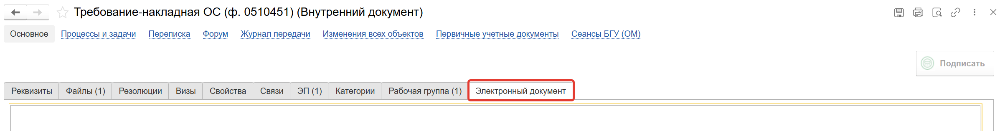 Требование-накладная ОС (ф. 0510451) (Внутренний документ)
Основное Процессы и задачи Переписка Форум Журнал передачи Изменения всех объектов Первичные учетные документы Сеансы БГУ (ОМ)
Подписать
Реквизиты Файлы (1) Резолюции Визы Свойства Связи ЭП (1) Категории Рабочая группа (1) Электронный документ